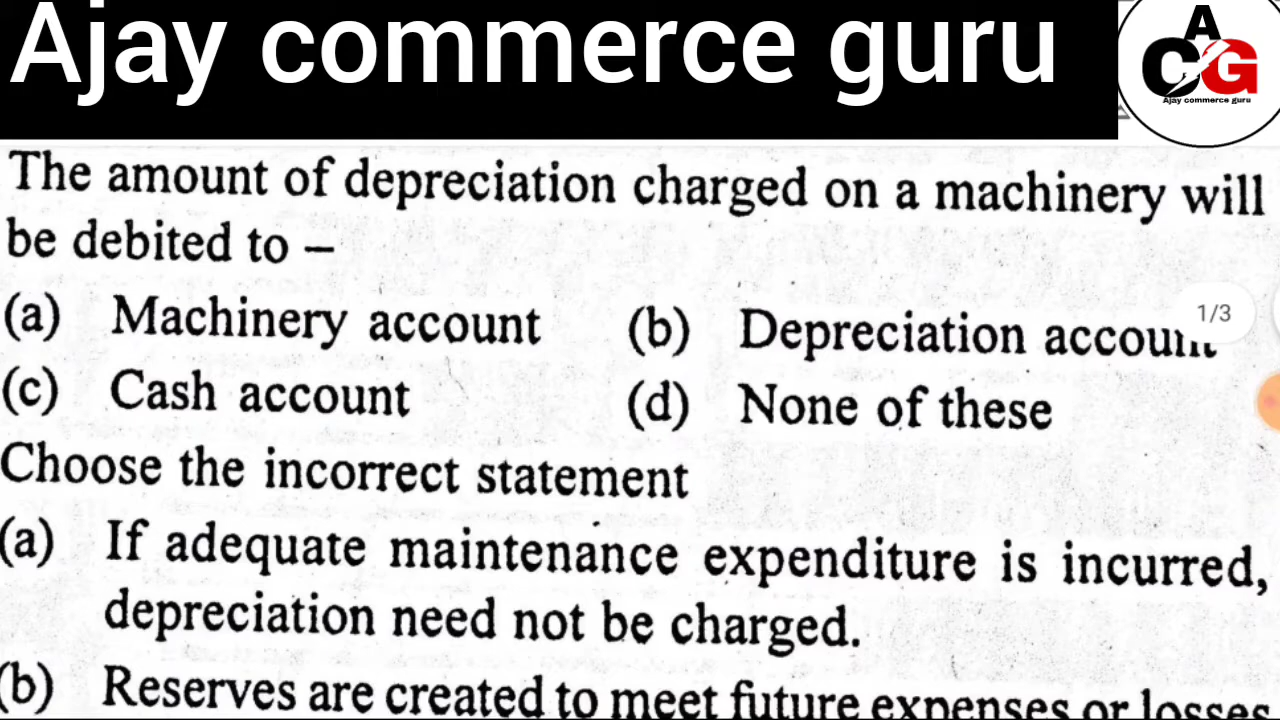 Ajay commerce guru
A
CG
Ajay commerce guru
The amount of depreciation charged on a machinery will
be debited to –
(a) Machinery account (b) Depreciation account
1/3
(c) Cash account (d) None of these
Choose the incorrect statement
(a) If adequate maintenance expenditure is incurred,
depreciation need not be charged.
(b) Reserves are created to meet future expenses or losses